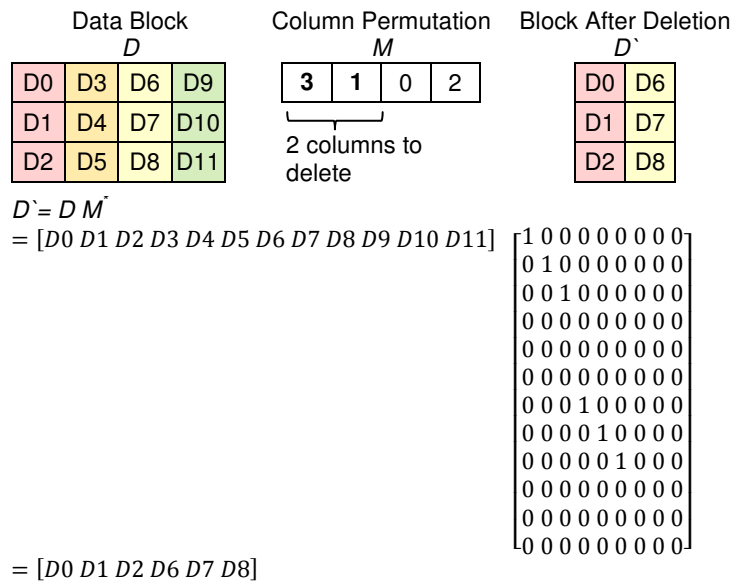 Data Block Column Permutation Block After Deletion
D M D`
D0 D3 D6 D9 3 1 0 2 D0 D6
D1 D4 D7 D10 D1 D7
D2 D5 D8 D11 D2 D8
2 columns to
delete
D`= D M*
= [D0 D1 D2 D3 D4 D5 D6 D7 D8 D9 D10 D11]
1 0 0 0 0 0 0 0 0
0 1 0 0 0 0 0 0 0
0 0 1 0 0 0 0 0 0
0 0 0 0 0 0 0 0 0
0 0 0 0 0 0 0 0 0
0 0 0 0 0 0 0 0 0
0 0 0 1 0 0 0 0 0
0 0 0 0 1 0 0 0 0
0 0 0 0 0 1 0 0 0
0 0 0 0 0 0 0 0 0
0 0 0 0 0 0 0 0 0
0 0 0 0 0 0 0 0 0
= [D0 D1 D2 D6 D7 D8]